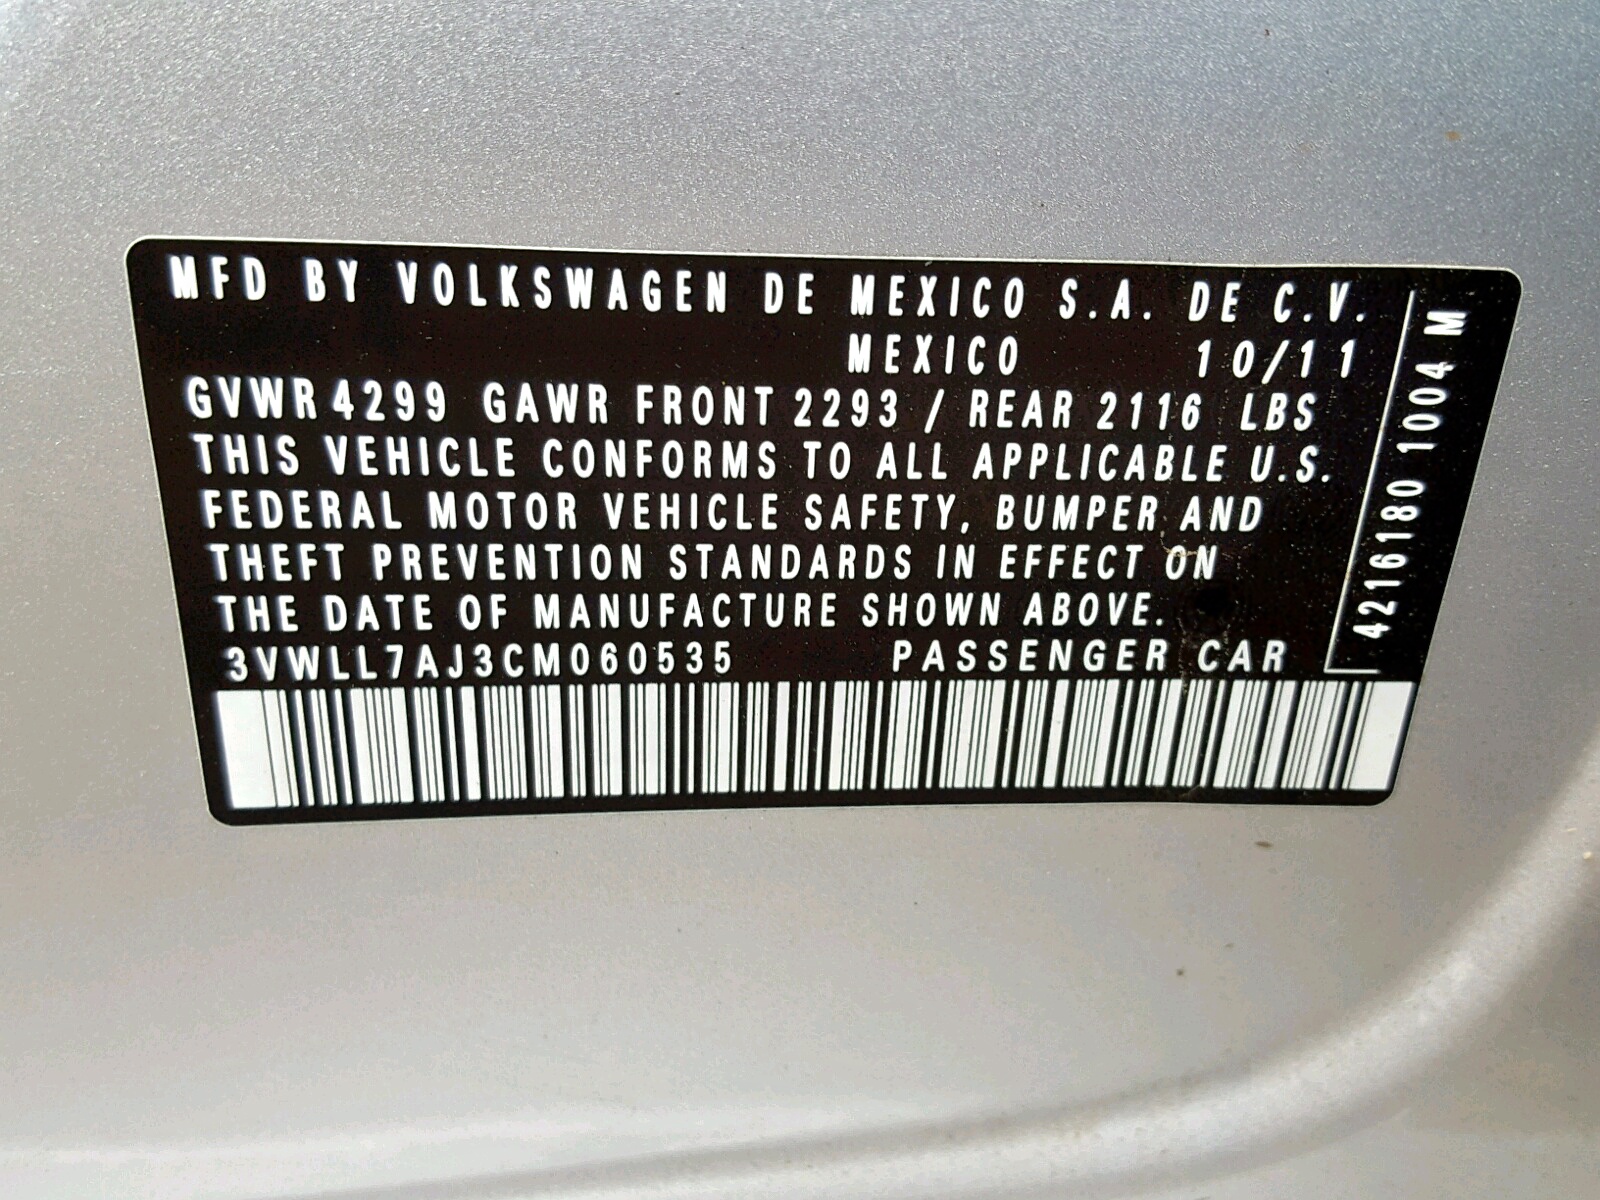 MFD BY VOLKSWAGEN DE MEXICO S.A. DE C.V.
MEXICO 10/11
GVWR 4299 GAWR FRONT 2293 / REAR 2116 LBS
THIS VEHICLE CONFORMS TO ALL APPLICABLE U.S.
FEDERAL MOTOR VEHICLE SAFETY, BUMPER AND
THEFT PREVENTION STANDARDS IN EFFECT ON
THE DATE OF MANUFACTURE SHOWN ABOVE.
3VWLL7AJ3CM060535 PASSENGER CAR
4216180 1004 M